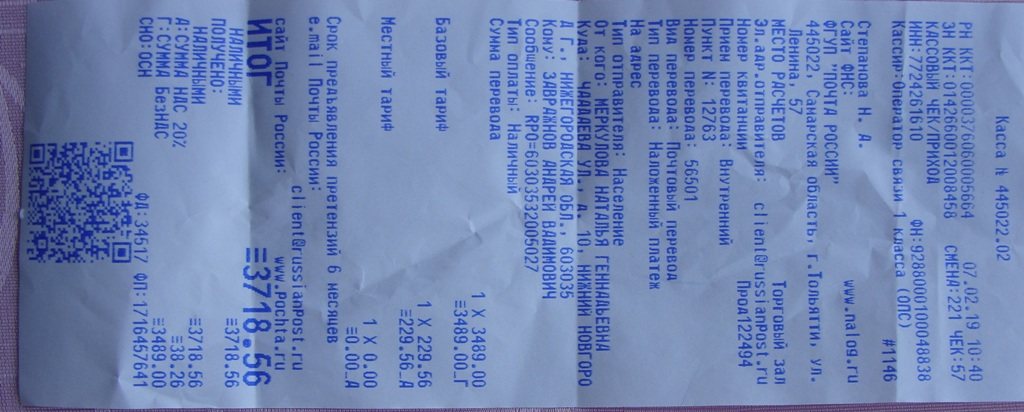 Касса N 445022.02
РН ККТ:0000376060005664 07.02.19 10:40
ЗН ККТ:0142660012008458 СМЕНА:221 ЧЕК:57
КАССОВЫЙ ЧЕК/ПРИХОД
ИНН:7724261610 ФН:9288000100048838
Кассир:Оператор связи 1 класса (ОПС)
#1146
Степанова Н. А.
Сайт ФНС: www.nalog.ru
ФГУП "ПОЧТА РОССИИ"
445022, Самарская область, г.Тольятти, ул.
Ленина, 57
МЕСТО РАСЧЕТОВ Торговый зал
Эл.адр.отправителя: client@russianpost.ru
Номер квитанции Прод122494
Прием перевода: Внутренний
Пункт N: 12763
Номер перевода: 56501
Вид перевода: Почтовый перевод
Тип перевода: Наложенный платеж
На адрес
Тип отправителя: Население
От кого: МЕРКУЛОВА НАТАЛЬЯ ГЕННАДЬЕВНА
Куда: ЧААДАЕВА УЛ, д. 10, НИЖНИЙ НОВГОРО
Д Г, НИЖЕГОРОДСКАЯ ОБЛ., 603035
Кому: ЗАВРАЖНОВ АНДРЕЙ ВАДИМОВИЧ
Сообщение: RPO=60303532005027
Тип оплаты: Наличный
Сумма перевода
1 X 3489.00
≡3489.00_Г
Базовый тариф
1 X 229.56
≡229.56_А
Местный тариф
1 X 0.00
≡0.00_А
Срок предъявления претензий 6 месяцев
e.mail Почты России:
client@russianpost.ru
сайт Почты России: www.Pochta.ru
ИТОГ ≡3718.56
НАЛИЧНЫМИ ≡3718.56
ПОЛУЧЕНО:
НАЛИЧНЫМИ ≡3718.56
А:СУММА НДС 20% ≡38.26
Г:СУММА БЕЗНДС ≡3489.00
СНО:ОСН
ФД:34517 ФП:1716457641